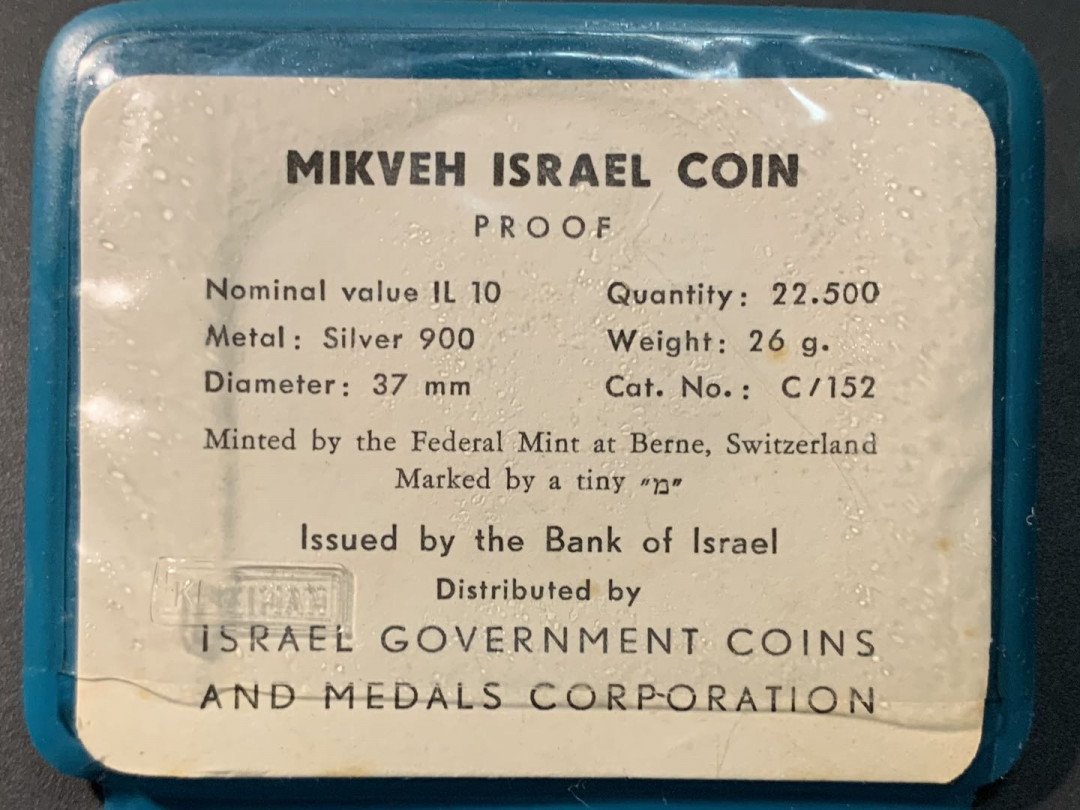 MIKVEH ISRAEL COIN
PROOF
Nominal value IL 10 Quantity: 22.500
Metal: Silver 900 Weight: 26 g.
Diameter: 37 mm Cat. No.: C/152
Minted by the Federal Mint at Berne, Switzerland
Marked by a tiny "מ"
Issued by the Bank of Israel
Distributed by
ISRAEL GOVERNMENT COINS
AND MEDALS CORPORATION